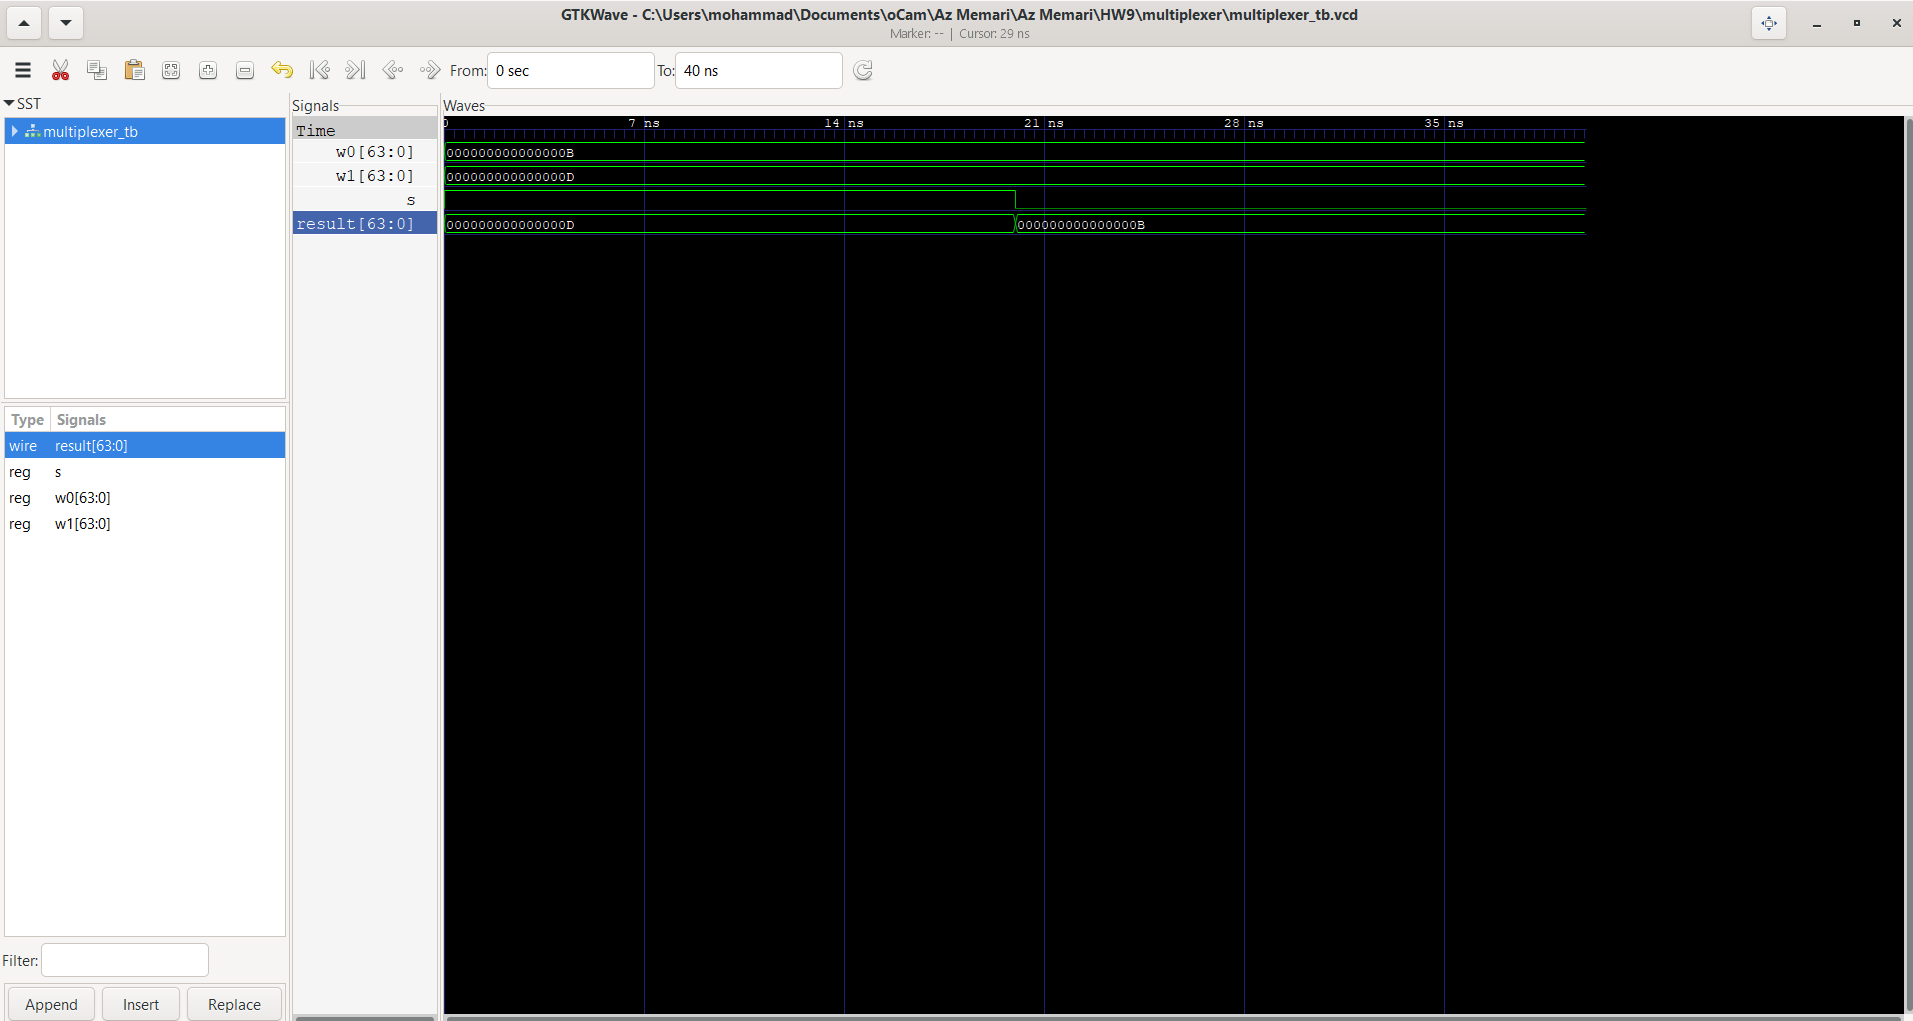 GTKWave - C:\Users\mohammad\Documents\oCam\Az Memari\Az Memari\HW9\multiplexer\multiplexer_tb.vcd
Marker: -- | Cursor: 29 ns
From: 0 sec To: 40 ns
SST
multiplexer_tb
Type Signals
wire result[63:0]
reg s
reg w0[63:0]
reg w1[63:0]
Filter:
Append Insert Replace
Signals
Time
w0[63:0]
w1[63:0]
s
result[63:0]
Waves
0 7 ns 14 ns 21 ns 28 ns 35 ns
000000000000000B
000000000000000D
000000000000000D 000000000000000B